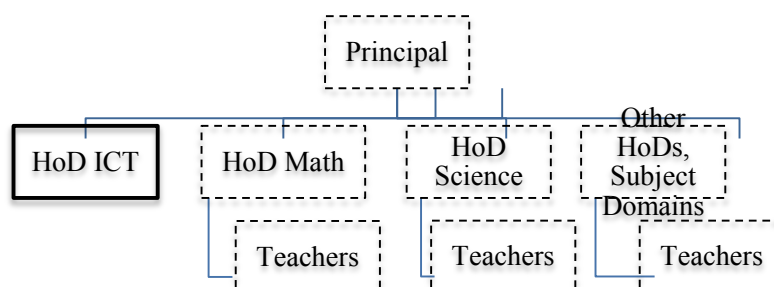 Principal
HoD ICT
HoD Math
HoD
Science
Other
HoDs,
Subject
Domains
Teachers
Teachers
Teachers